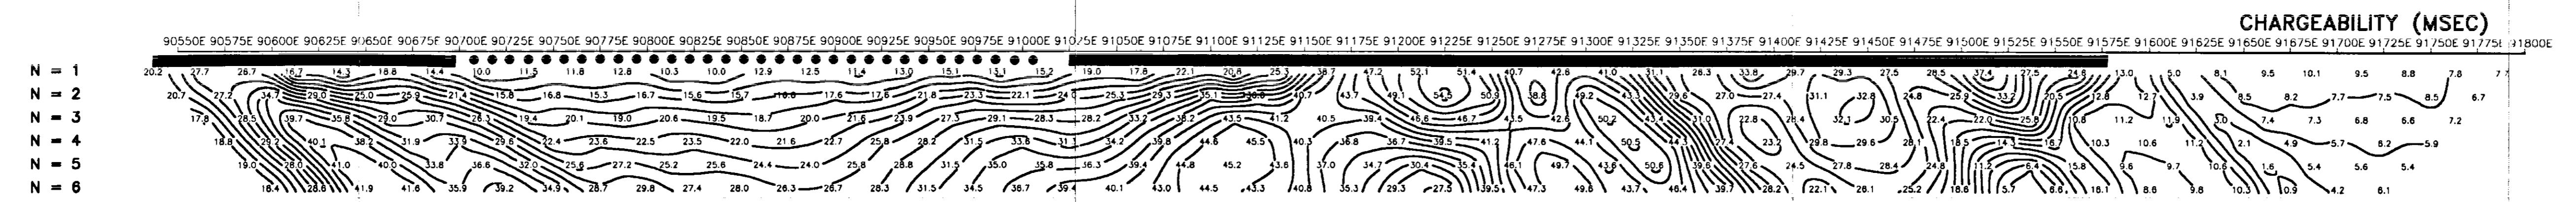 CHARGEABILITY (MSEC)
90550E 90575E 90600E 90625E 90650E 90675E 90700E 90725E 90750E 90775E 90800E 90825E 90850E 90875E 90900E 90925E 90950E 90975E 91000E 91025E 91050E 91075E 91100E 91125E 91150E 91175E 91200E 91225E 91250E 91275E 91300E 91325E 91350E 91375E 91400E 91425E 91450E 91475E 91500E 91525E 91550E 91575E 91600E 91625E 91650E 91675E 91700E 91725E 91750E 91775E 91800E
N = 1 20.2 27.7 26.7 16.7 14.3 18.8 14.4 10.0 11.5 11.8 12.8 10.3 10.0 12.9 12.5 11.4 13.0 15.1 13.1 15.2 19.0 17.8 22.1 20.8 25.3 38.7 47.2 52.1 51.4 40.7 42.8 41.0 31.1 26.3 33.8 29.7 29.3 27.5 28.5 37.4 27.5 24.6 13.0 5.0 8.1 9.5 10.1 9.5 8.8 7.8
N = 2 20.7 27.2 34.7 29.0 25.0 25.9 21.4 15.8 16.8 15.3 16.7 15.6 15.7 17.6 17.6 21.8 23.3 22.1 24.0 25.3 29.3 35.1 40.7 43.7 49.1 54.5 50.9 38.8 49.2 43.3 29.6 27.0 27.4 31.1 32.8 24.8 25.9 33.2 20.5 12.8 12.7 3.9 8.5 8.2 7.7 7.5 8.5 6.7
N = 3 17.8 28.5 39.7 35.8 29.0 30.7 26.3 19.4 20.1 19.0 20.6 19.5 18.7 20.0 21.6 23.9 27.3 29.1 28.3 28.2 33.2 38.2 43.5 41.2 40.5 39.4 46.6 46.7 43.5 42.6 50.2 43.4 31.0 22.8 28.4 32.1 30.5 22.4 22.0 25.8 10.8 11.2 11.9 3.0 7.4 7.3 6.8 6.6 7.2
N = 4 18.8 29.2 40.1 38.2 31.9 33.9 29.6 22.4 23.6 22.5 23.5 22.0 21.6 22.7 25.8 28.2 31.5 33.6 31.3 34.2 39.8 44.6 45.5 40.3 36.8 36.7 39.5 41.2 47.6 44.1 50.5 44.3 27.4 23.2 29.8 29.6 28.1 18.5 14.3 16.7 10.3 10.6 11.2 2.1 4.9 5.7 6.2 5.9
N = 5 19.0 28.0 41.0 40.0 33.8 36.6 32.0 25.6 27.2 25.2 25.6 24.4 24.0 25.8 28.8 31.5 35.0 35.8 36.3 39.4 44.8 45.2 43.6 37.0 34.7 30.4 35.4 46.1 49.7 43.6 50.6 39.6 27.6 24.5 27.8 28.4 24.8 11.2 6.4 15.8 9.6 9.7 10.6 1.6 5.4 5.6 5.4
N = 6 18.4 28.6 41.9 41.6 35.9 39.2 34.9 28.7 29.8 27.4 28.0 26.3 26.7 28.3 31.5 34.5 36.7 39.4 40.1 43.0 44.5 43.3 40.8 35.3 29.3 27.5 39.5 47.3 49.6 43.7 46.4 39.7 28.2 22.1 26.1 25.2 18.6 5.7 6.6 16.1 8.6 9.6 10.3 10.9 4.2 6.1